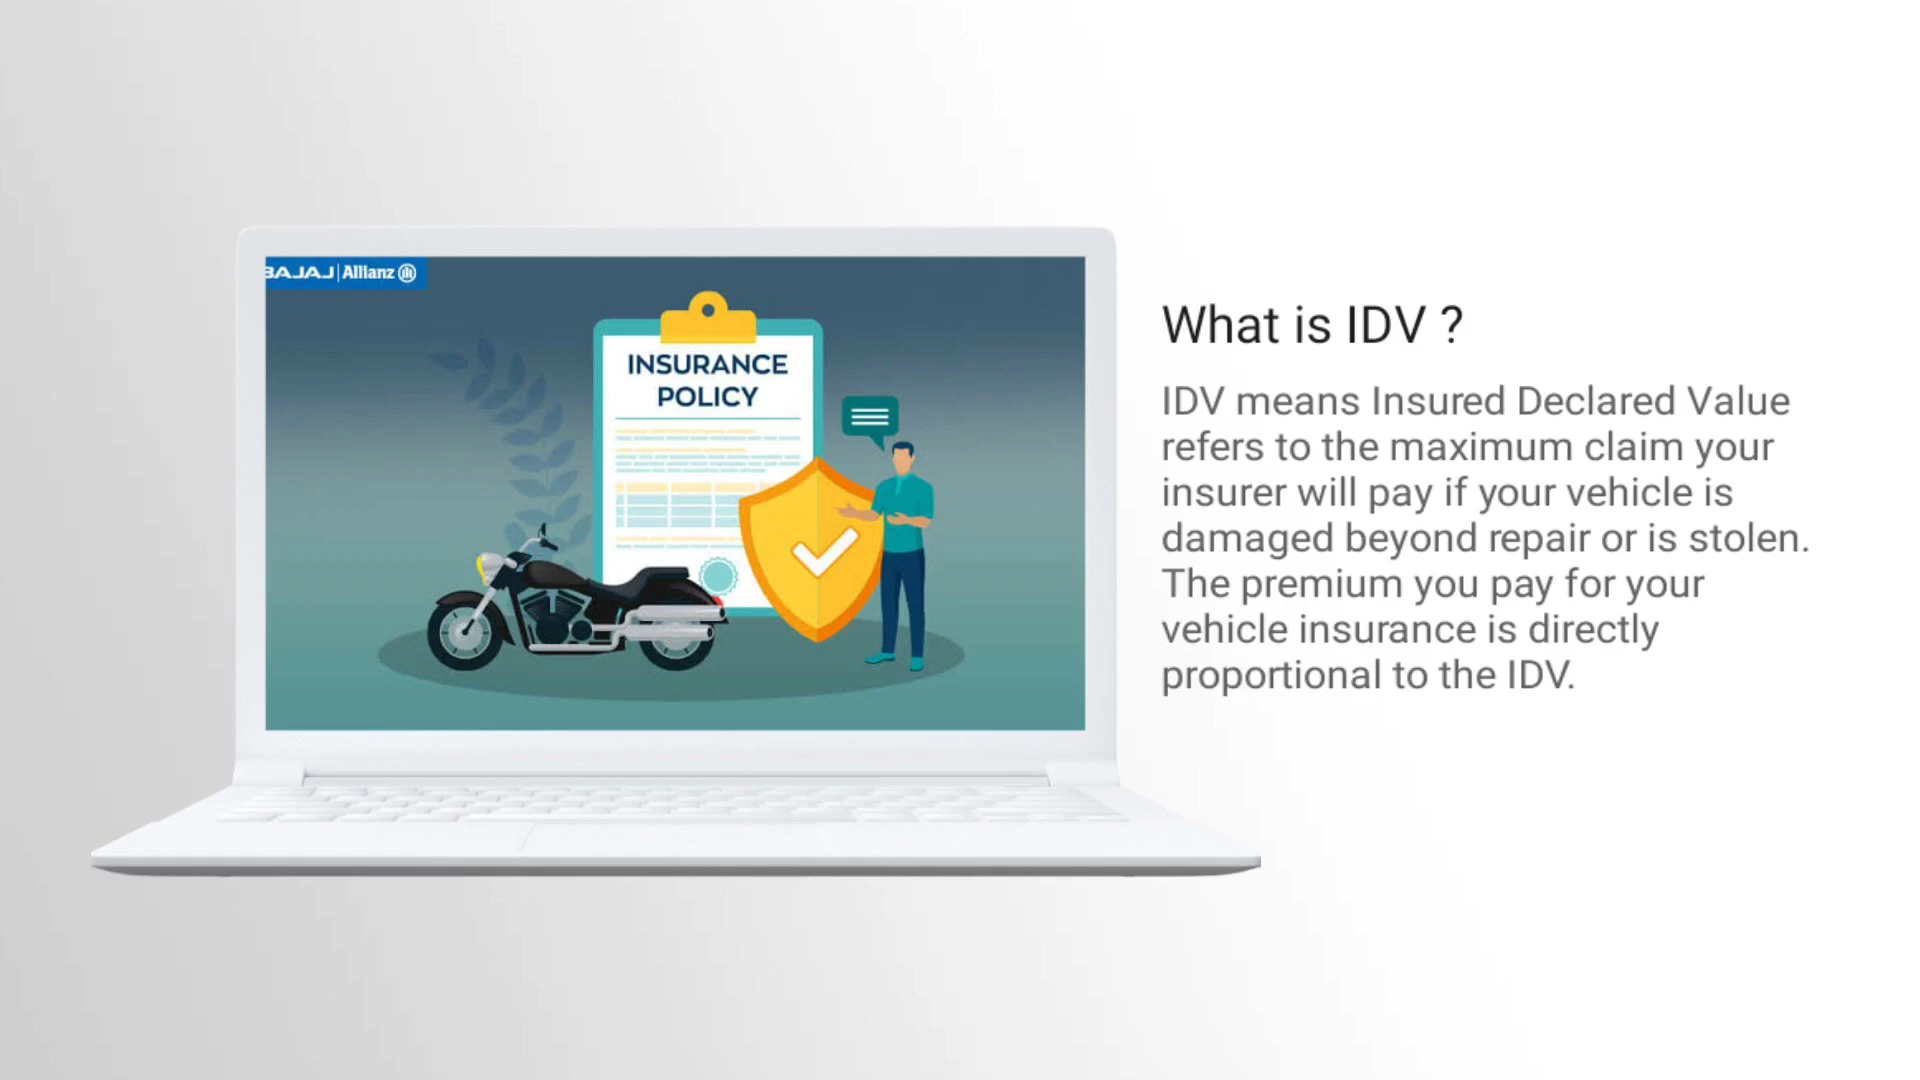 BAJAJ | Allianz
INSURANCE
POLICY
What is IDV ?
IDV means Insured Declared Value
refers to the maximum claim your
insurer will pay if your vehicle is
damaged beyond repair or is stolen.
The premium you pay for your
vehicle insurance is directly
proportional to the IDV.